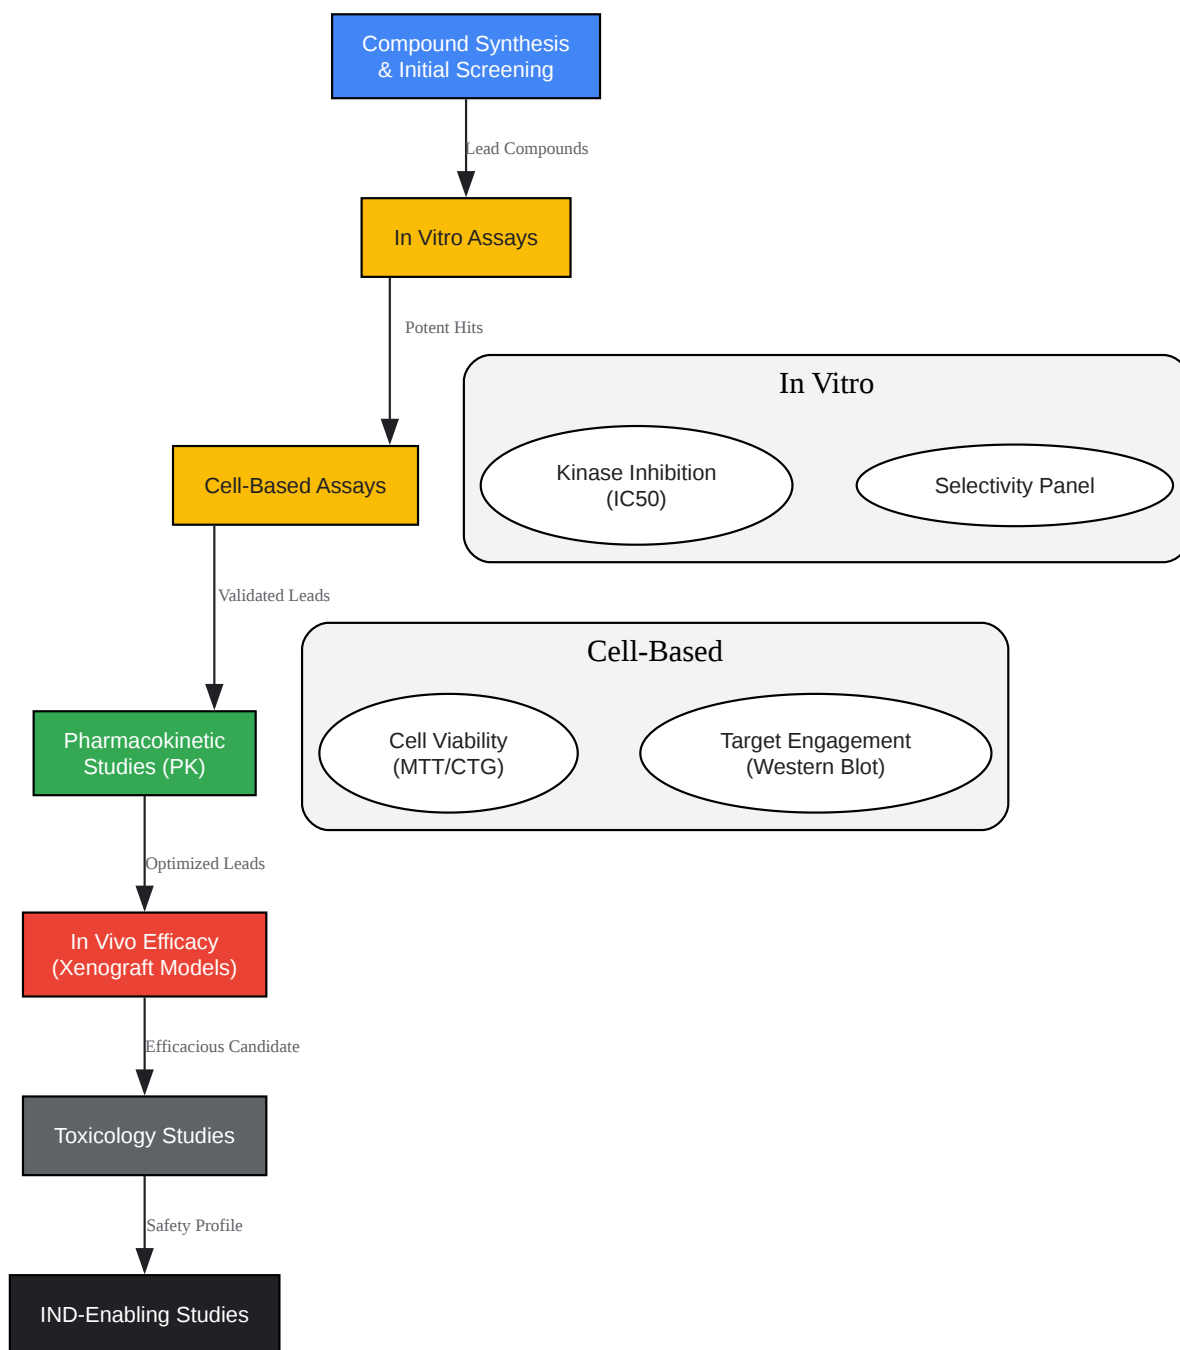 Compound Synthesis
& Initial Screening
Lead Compounds
In Vitro Assays
Potent Hits
In Vitro
Kinase Inhibition
(IC50)
Selectivity Panel
Cell-Based Assays
Validated Leads
Cell-Based
Cell Viability
(MTT/CTG)
Target Engagement
(Western Blot)
Pharmacokinetic
Studies (PK)
Optimized Leads
In Vivo Efficacy
(Xenograft Models)
Efficacious Candidate
Toxicology Studies
Safety Profile
IND-Enabling Studies